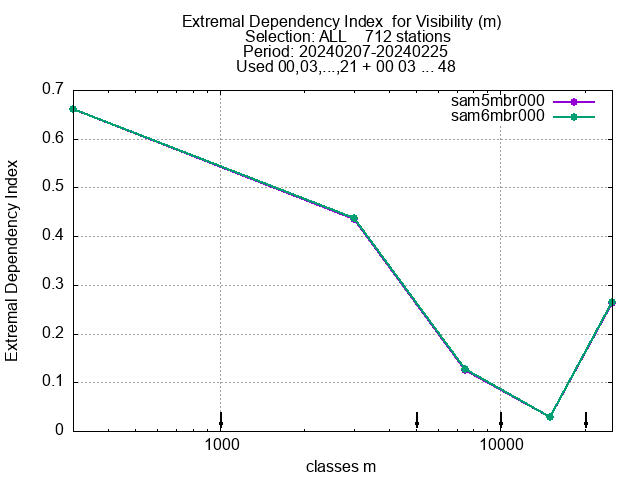 Extremal Dependency Index  for Visibility (m)
Selection: ALL    712 stations
Period: 20240207-20240225
Used 00,03,...,21 + 00 03 ... 48
sam5mbr000
sam6mbr000
0.7
0.6
0.5
0.4
0.3
0.2
0.1
0
Extremal Dependency Index
1000
10000
classes m